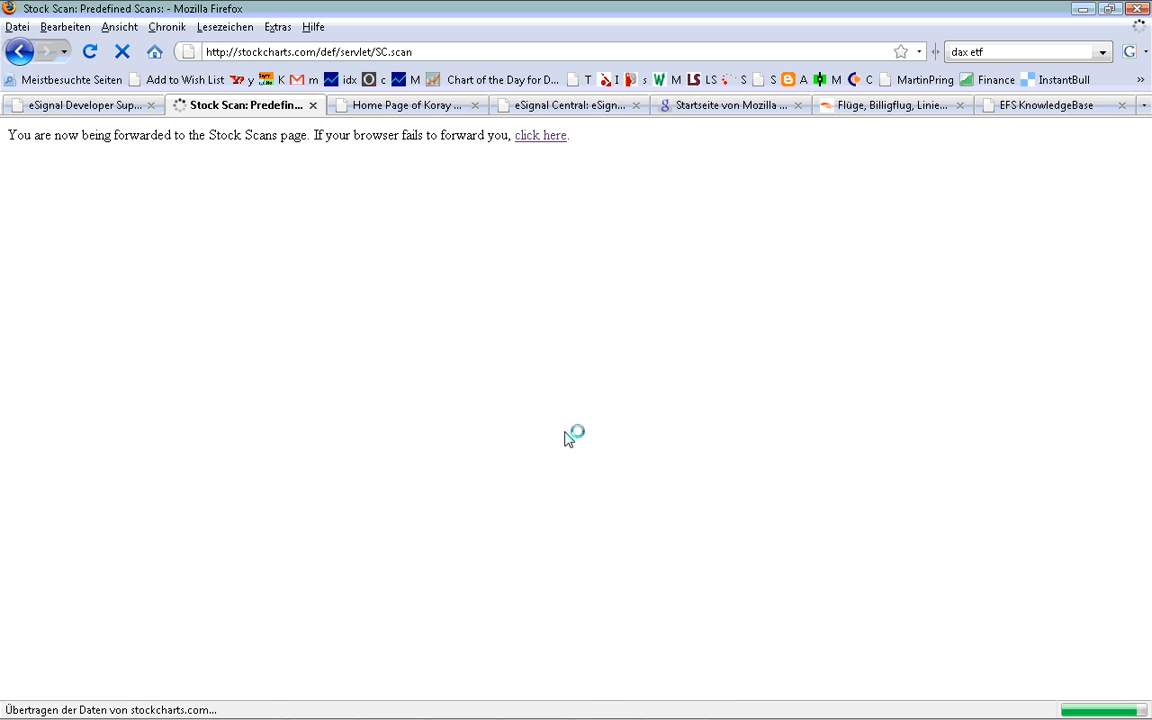 Stock Scan: Predefined Scans: - Mozilla Firefox
Datei Bearbeiten Ansicht Chronik Lesezeichen Extras Hilfe
http://stockcharts.com/def/servlet/SC.scan
dax etf
Meistbesuchte Seiten Add to Wish List y K m idx c M Chart of the Day for D... T I s M LS S S A M C MartinPring Finance InstantBull »
eSignal Developer Sup... Stock Scan: Predefin... Home Page of Koray ... eSignal Central: eSign... Startseite von Mozilla ... Flüge, Billigflug, Linie... EFS KnowledgeBase
You are now being forwarded to the Stock Scans page. If your browser fails to forward you, click here.
Übertragen der Daten von stockcharts.com...